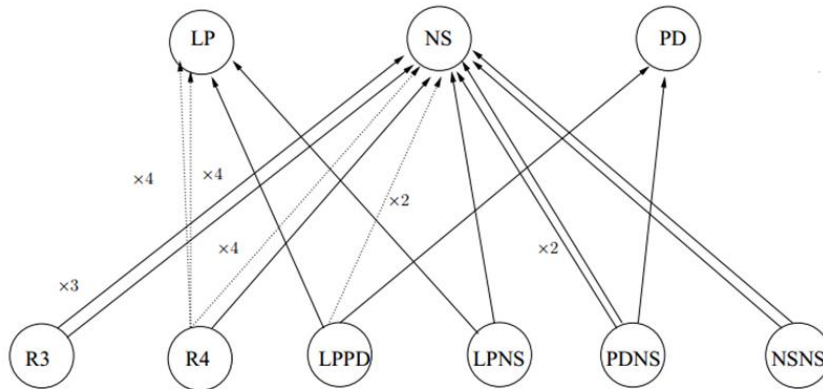 LP NS PD
×4 ×4
×2
×4 ×2
×3
R3 R4 LPPD LPNS PDNS NSNS